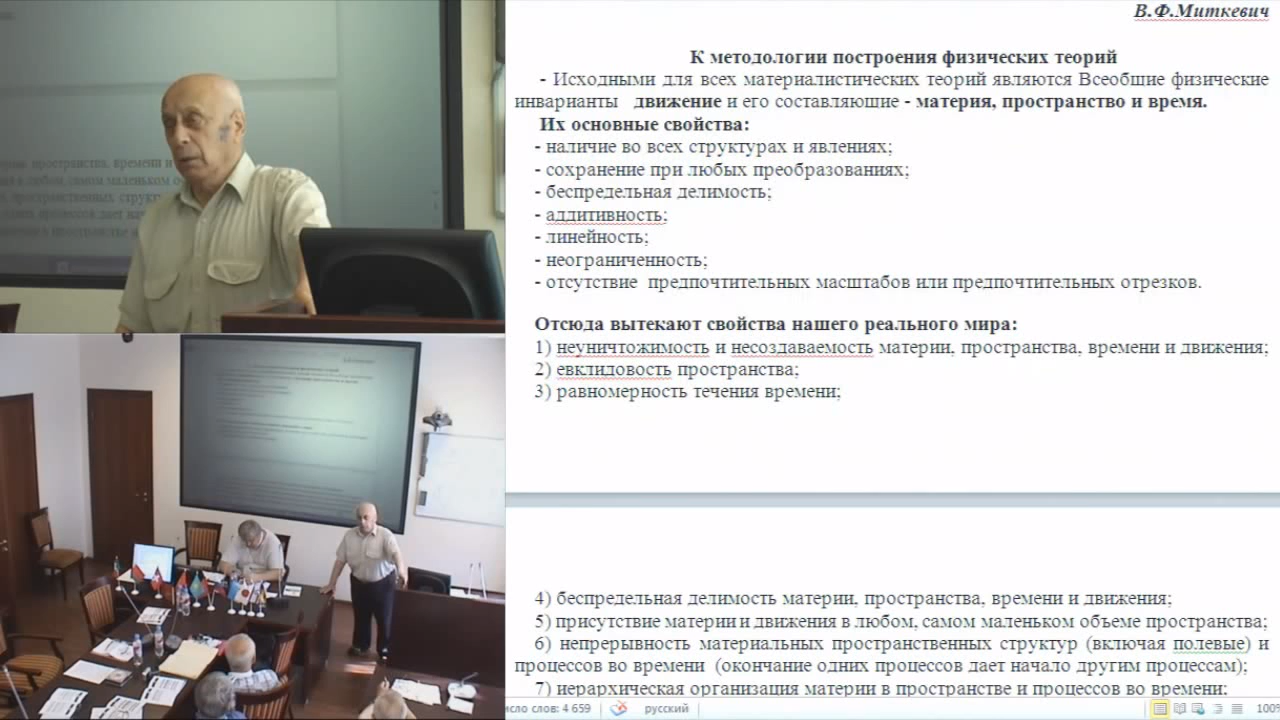 В.Ф.Миткевич
К методологии построения физических теорий
- Исходными для всех материалистических теорий являются Всеобщие физические
инварианты движение и его составляющие - материя, пространство и время.
Их основные свойства:
- наличие во всех структурах и явлениях;
- сохранение при любых преобразованиях;
- беспредельная делимость;
- аддитивность;
- линейность;
- неограниченность;
- отсутствие предпочтительных масштабов или предпочтительных отрезков.
Отсюда вытекают свойства нашего реального мира:
1) неуничтожимость и несоздаваемость материи, пространства, времени и движения;
2) евклидовость пространства;
3) равномерность течения времени;
4) беспредельная делимость материи, пространства, времени и движения;
5) присутствие материи и движения в любом, самом маленьком объеме пространства;
6) непрерывность материальных пространственных структур (включая полевые) и
процессов во времени (окончание одних процессов дает начало другим процессам);
7) иерархическая организация материи в пространстве и процессов во времени;
число слов: 4 659
русский
100%